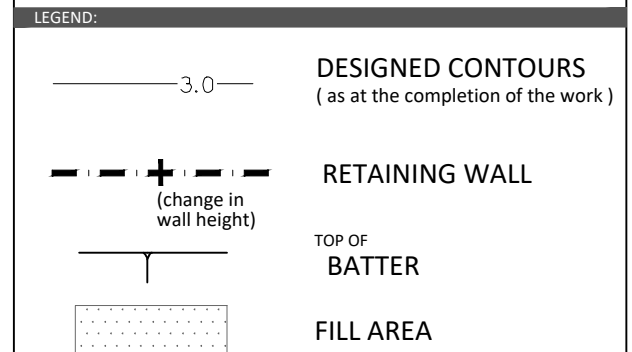 LEGEND:
3.0
DESIGNED CONTOURS
( as at the completion of the work )
RETAINING WALL
(change in
wall height)
TOP OF
BATTER
FILL AREA